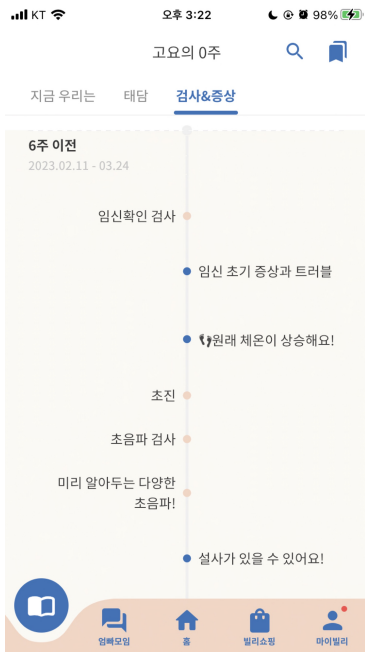 KT 오후 3:22 98%
고요의 0주
지금 우리는 태담 검사&증상
6주 이전
2023.02.11 - 03.24
임신확인 검사
임신 초기 증상과 트러블
👣원래 체온이 상승해요!
초진
초음파 검사
미리 알아두는 다양한
초음파!
설사가 있을 수 있어요!
엄빠모임 홈 빌리쇼핑 마이빌리